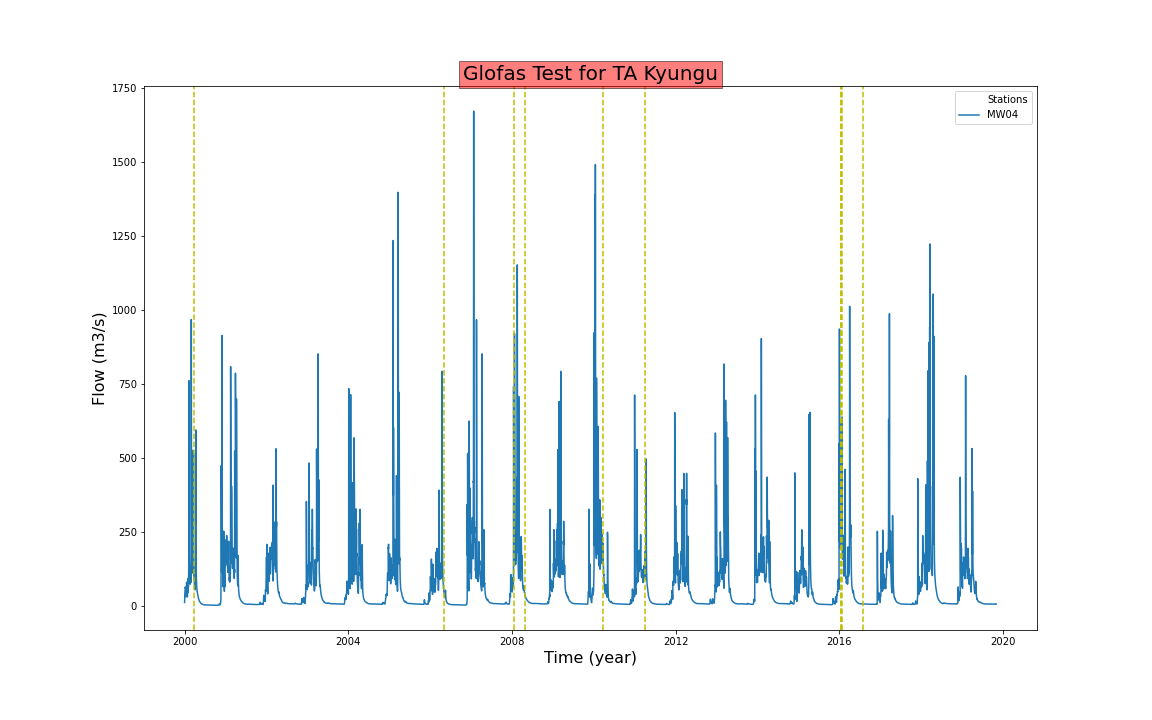 Glofas Test for TA Kyungu
Stations
MW04
1750
1500
1250
1000
750
500
250
0
Flow (m3/s)
2000 2004 2008 2012 2016 2020
Time (year)